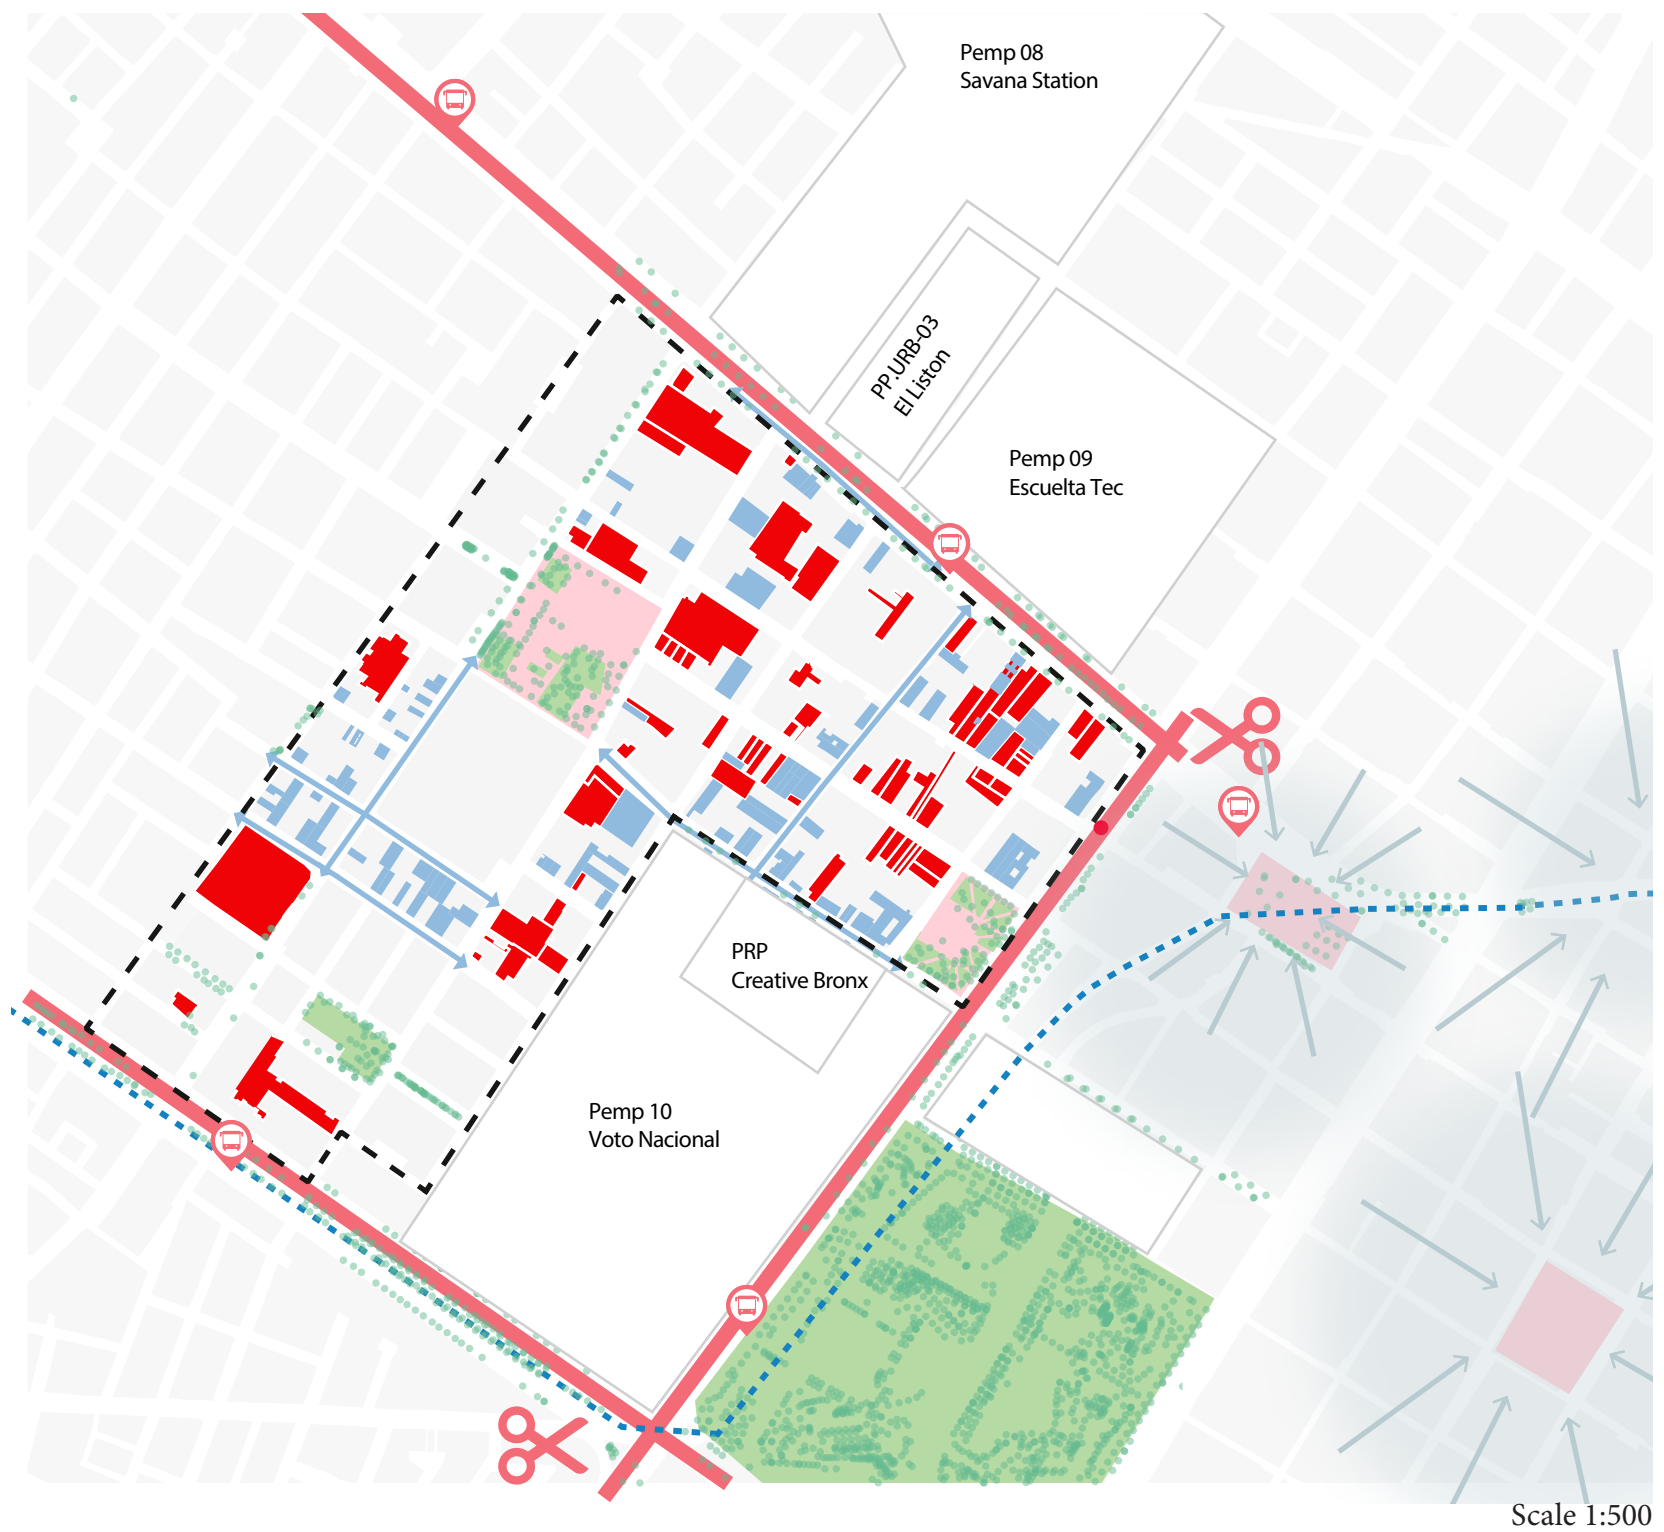 Pemp 08
Savana Station
PP.URB-03
El Liston
Pemp 09
Escuelta Tec
PRP
Creative Bronx
Pemp 10
Voto Nacional
Scale 1:500